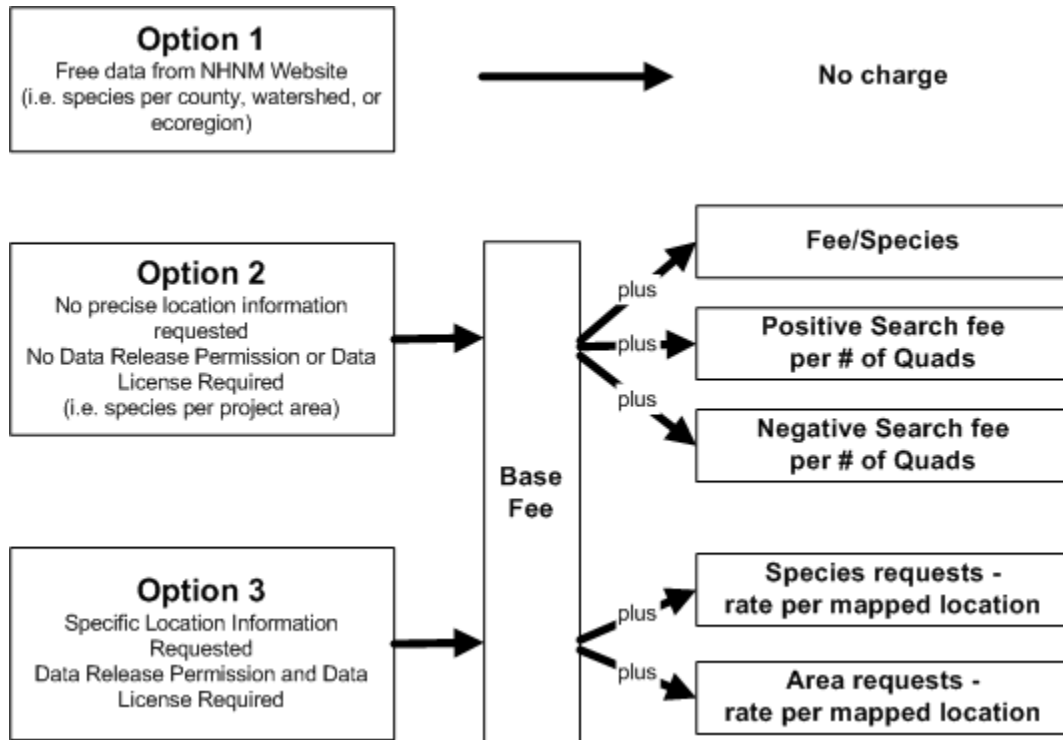 Option 1
Free data from NHNM Website
(i.e. species per county, watershed, or
ecoregion)
No charge
Option 2
No precise location information
requested
No Data Release Permission or Data
License Required
(i.e. species per project area)
Base
Fee
plus
Fee/Species
plus
Positive Search fee
per # of Quads
plus
Negative Search fee
per # of Quads
Option 3
Specific Location Information
Requested
Data Release Permission and Data
License Required
plus
Species requests -
rate per mapped location
plus
Area requests -
rate per mapped location